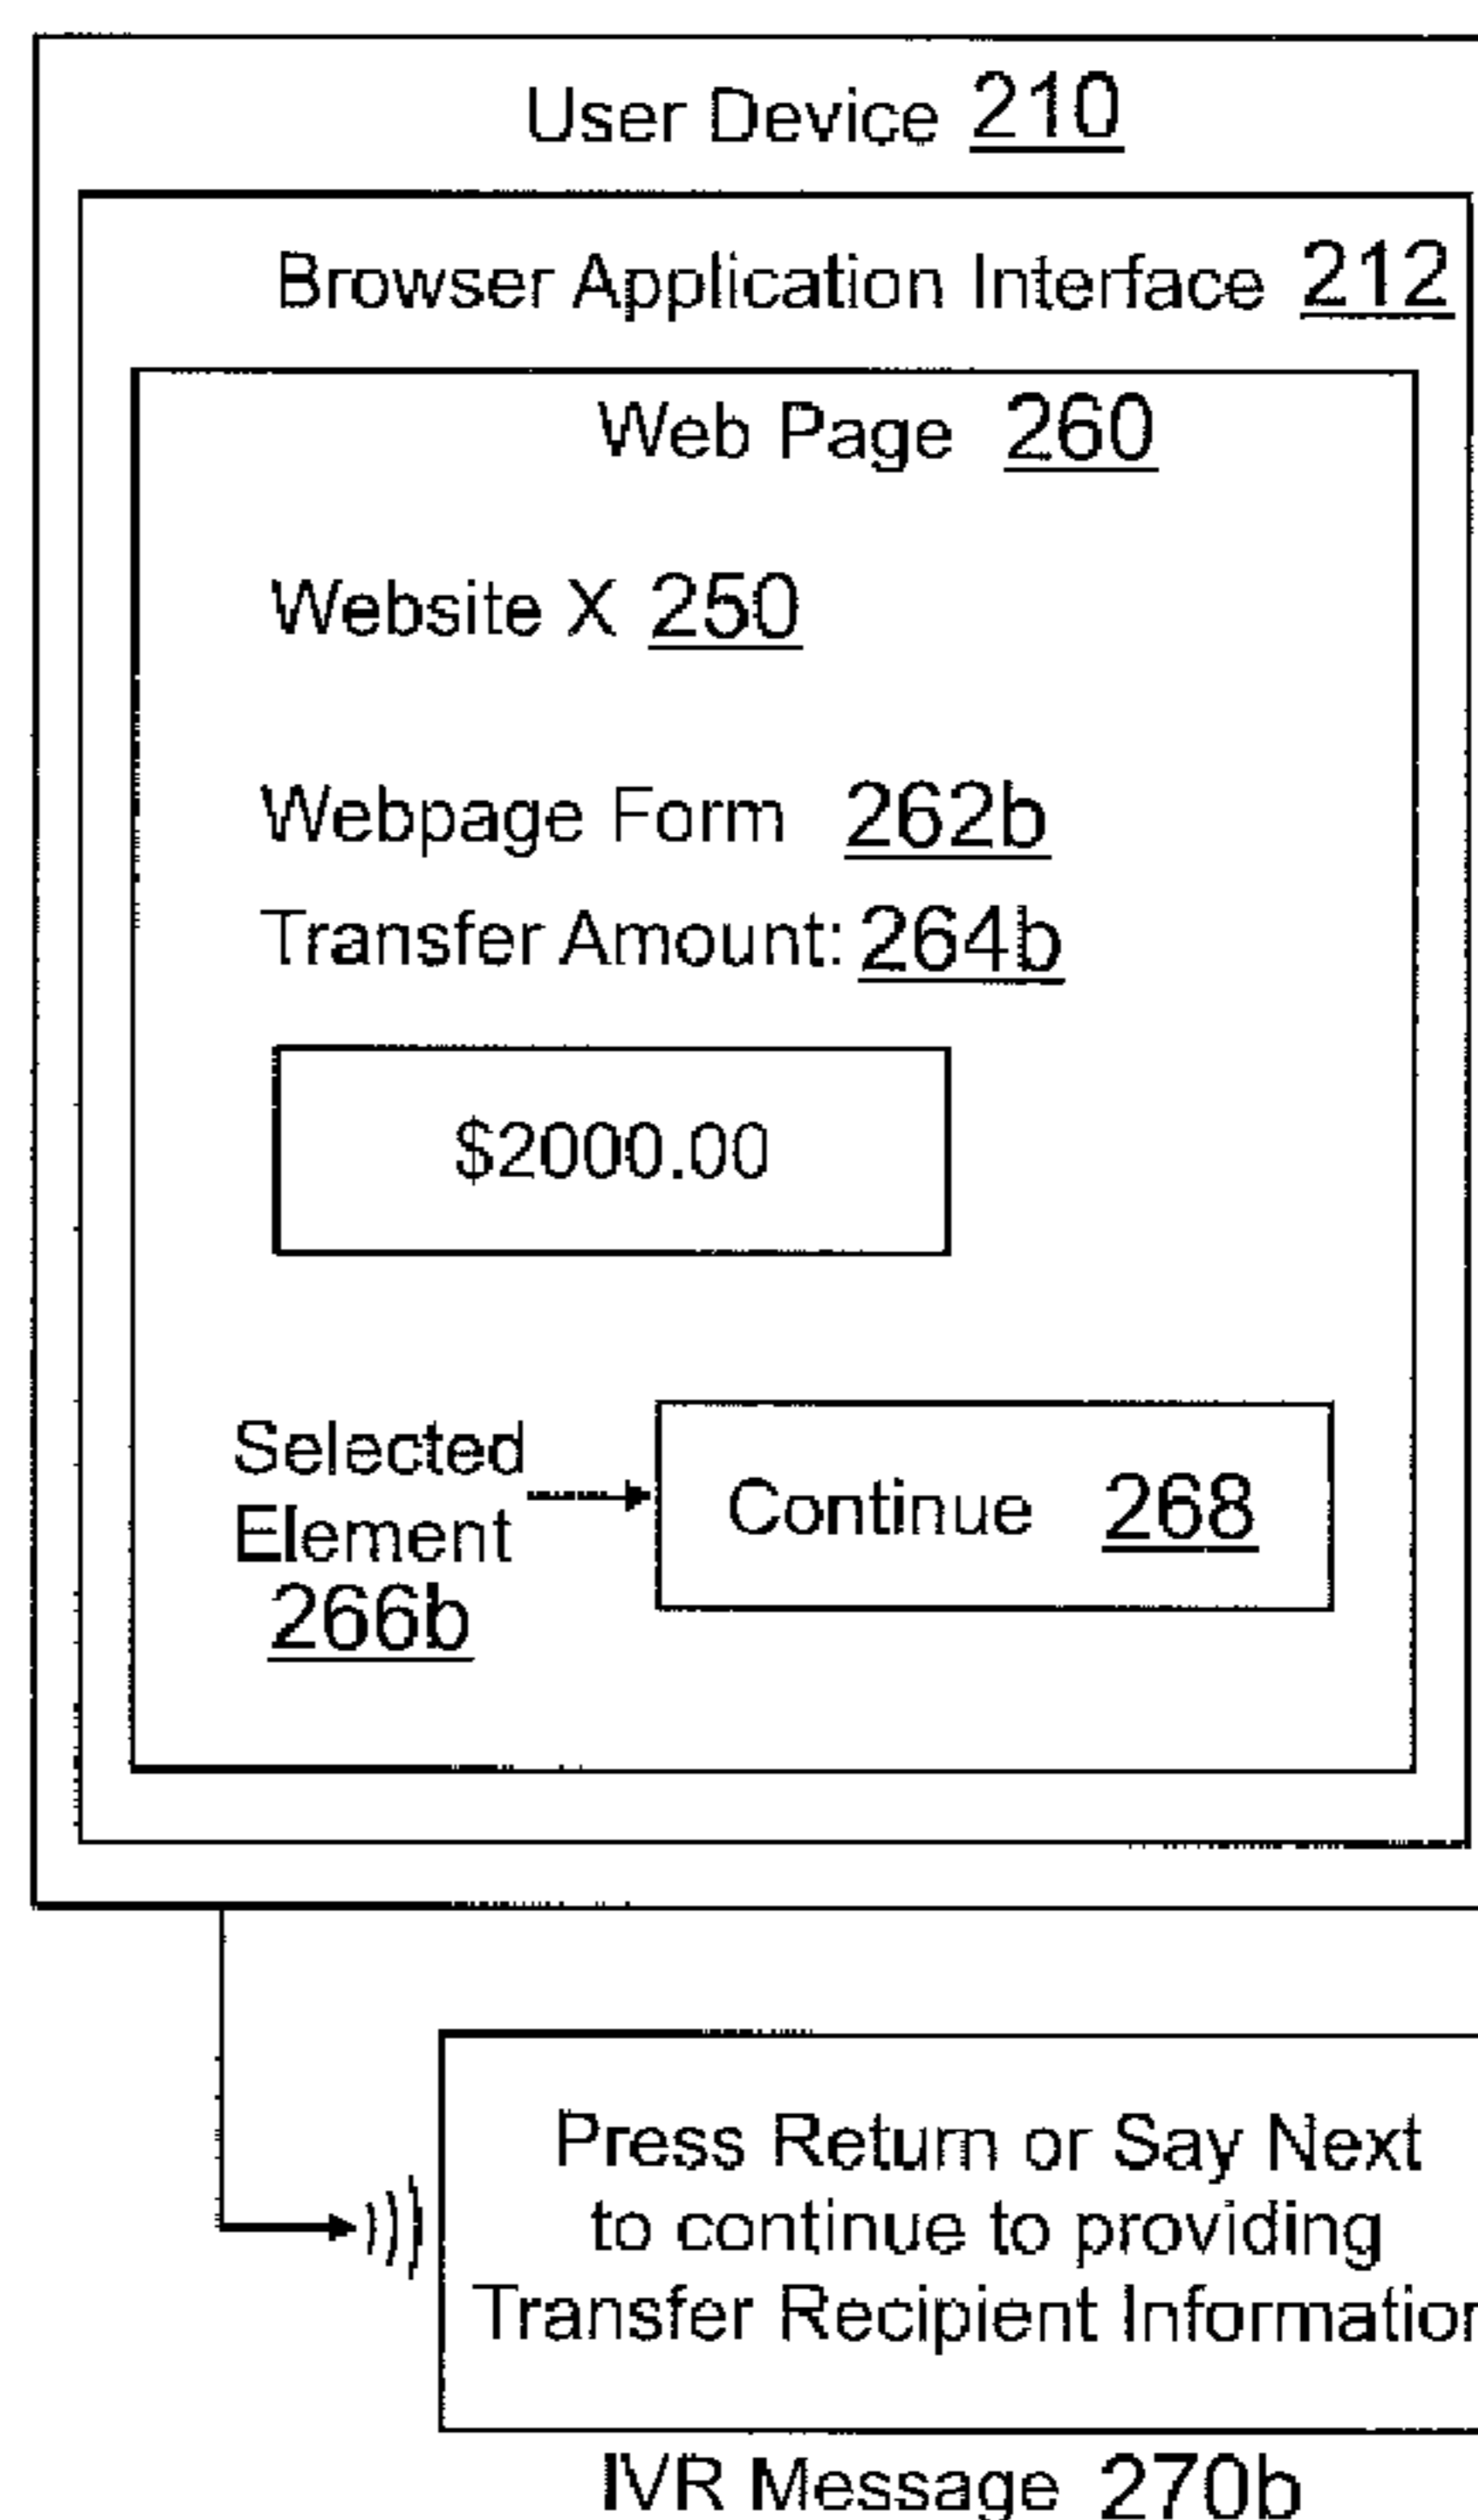 User Device 210
Browser Application Interface 212
Web Page 260
Website X 250
Webpage Form 262b
Transfer Amount: 264b
$2000.00
Selected
Element
266b
Continue 268
Press Return or Say Next
to continue to providing
Transfer Recipient Information
IVR Message 270b